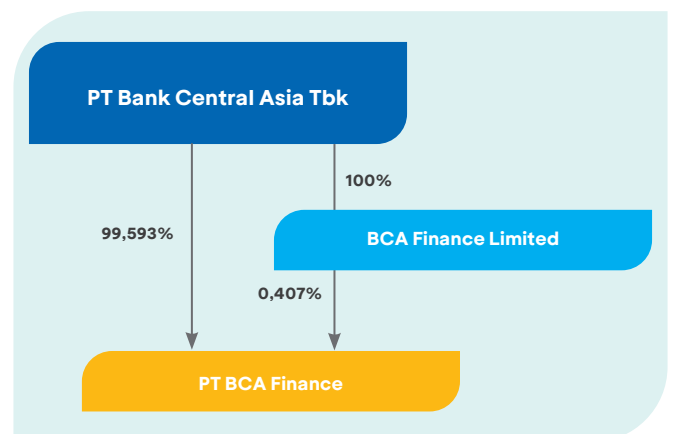 PT Bank Central Asia Tbk
100%
99,593%
BCA Finance Limited
0,407%
PT BCA Finance